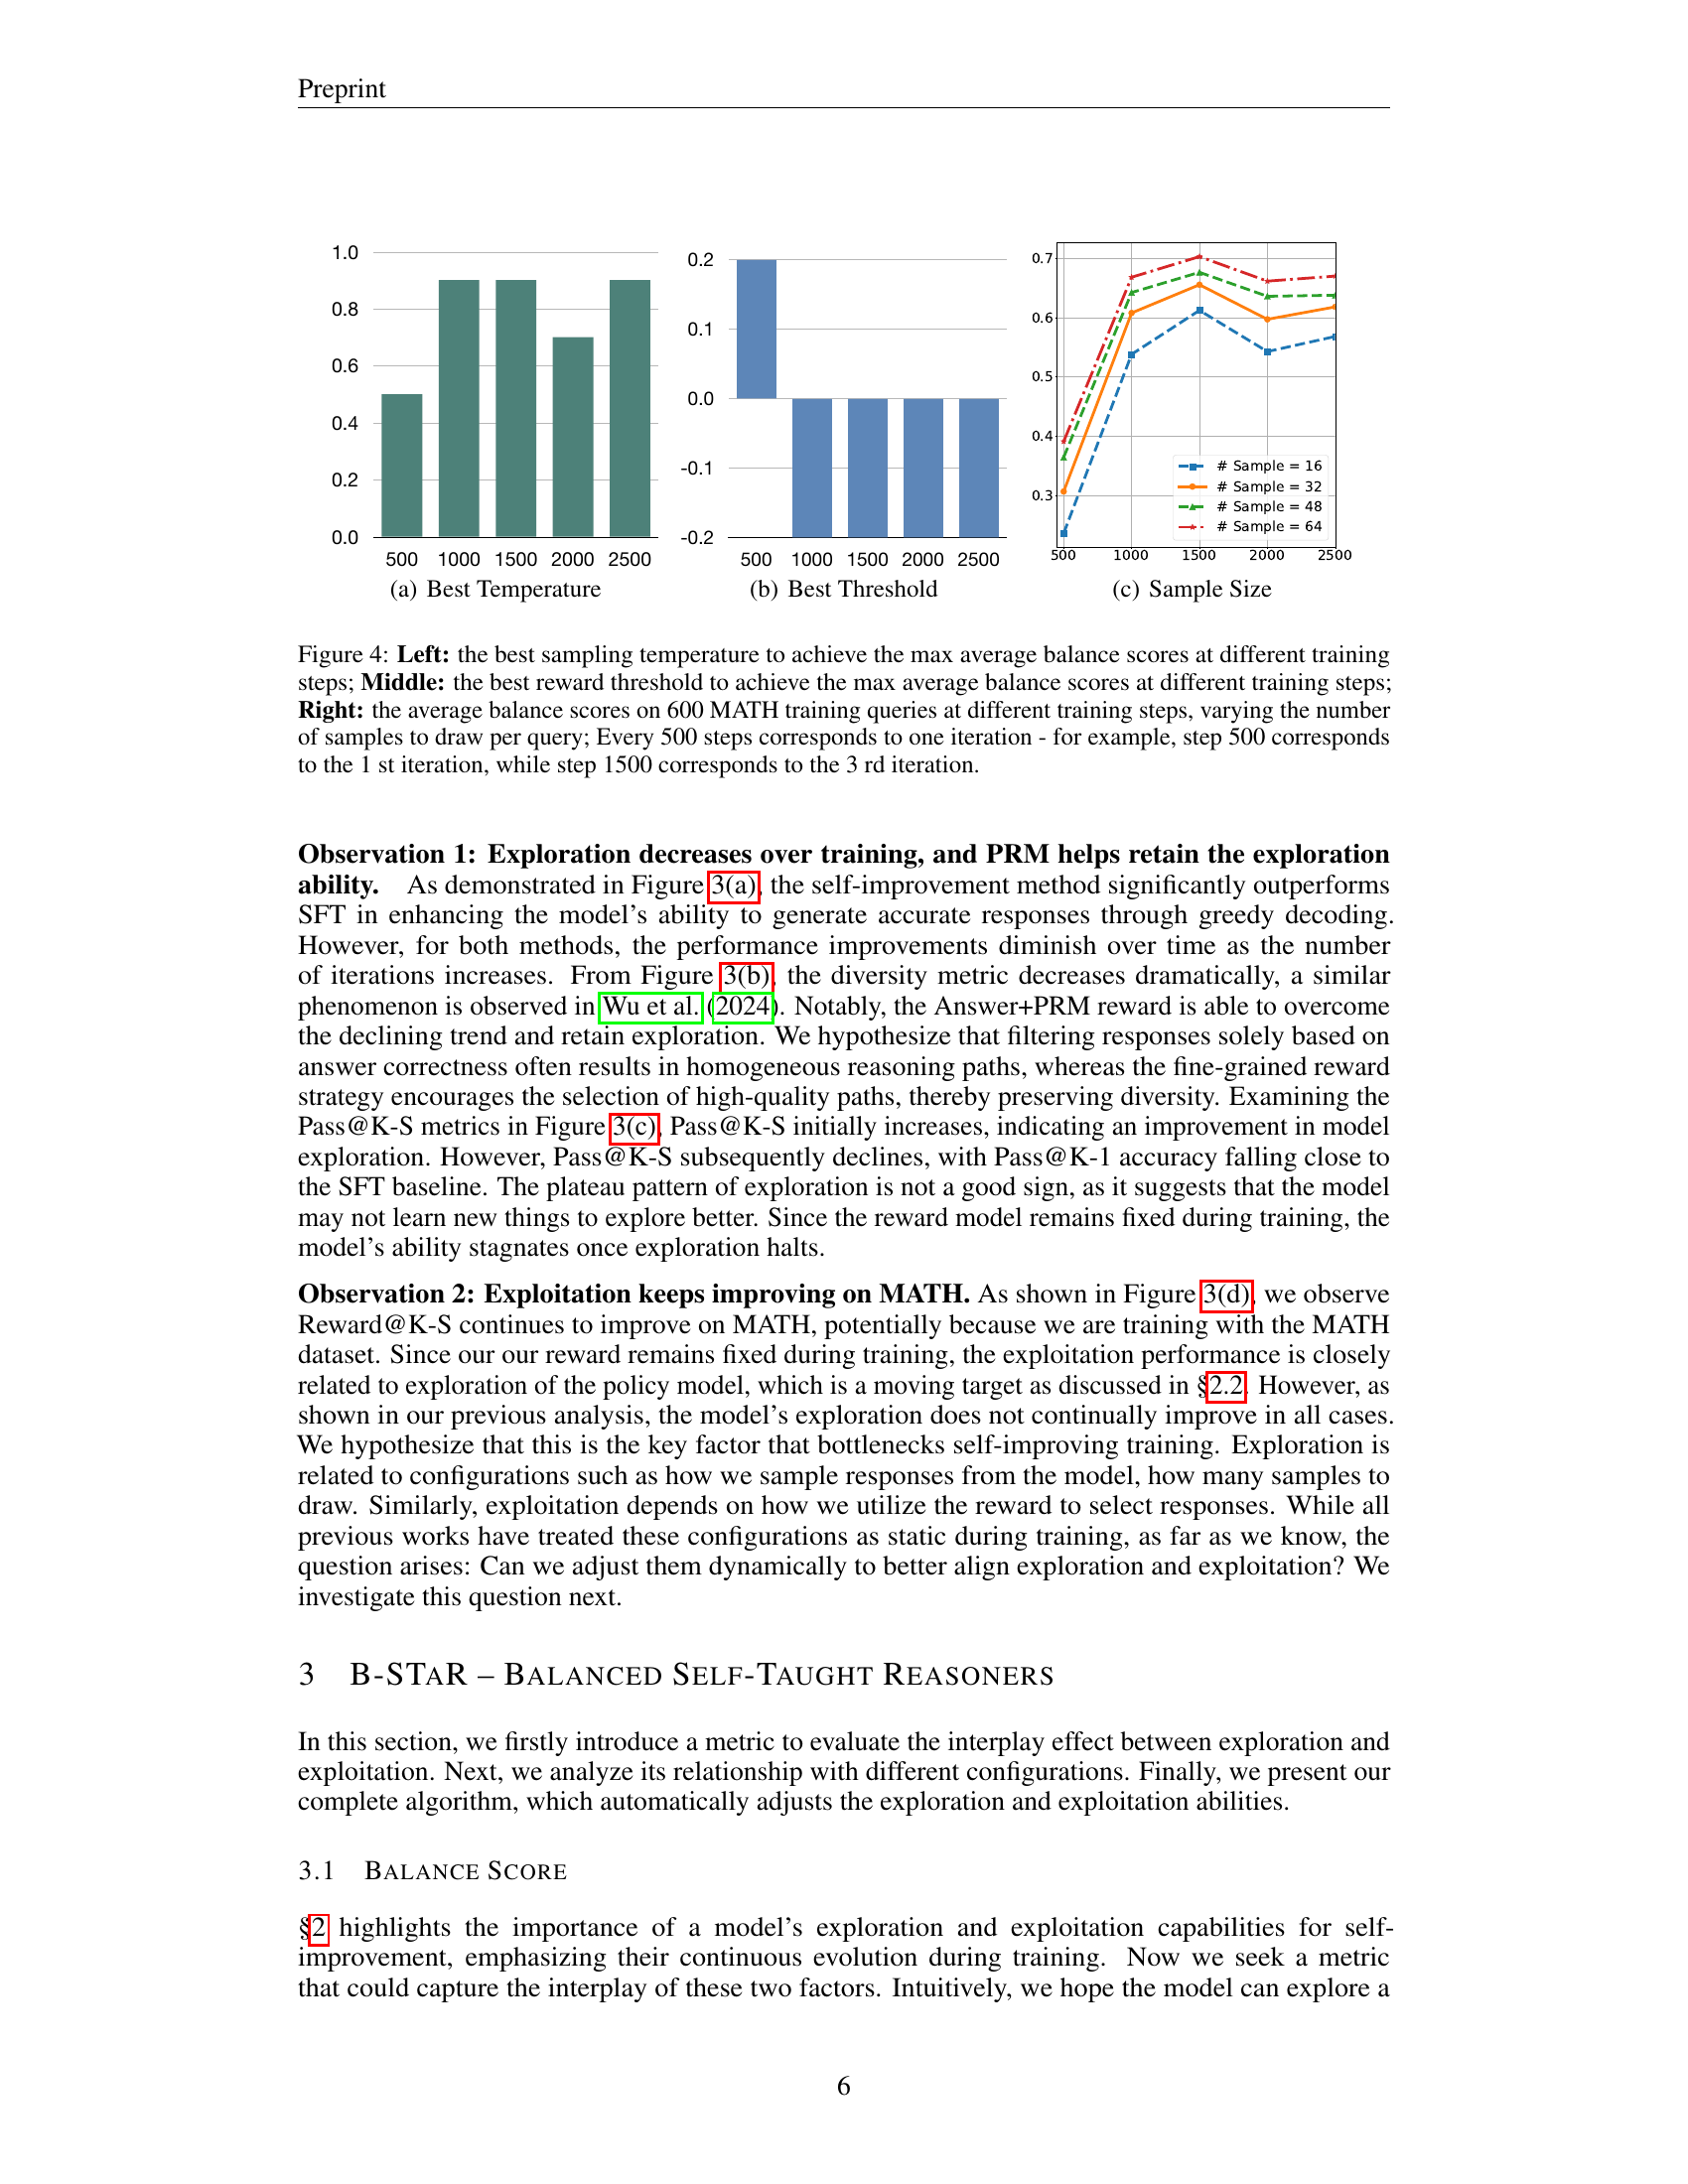 Preprint
1.0
0.8
0.6
0.4
0.2
0.0
500 1000 1500 2000 2500
(a) Best Temperature
0.2
0.1
0.0
-0.1
-0.2
500 1000 1500 2000 2500
(b) Best Threshold
0.7
0.6
0.5
0.4
0.3
# Sample = 16
# Sample = 32
# Sample = 48
# Sample = 64
500 1000 1500 2000 2500
(c) Sample Size
Figure 4: Left: the best sampling temperature to achieve the max average balance scores at different training
steps; Middle: the best reward threshold to achieve the max average balance scores at different training steps;
Right: the average balance scores on 600 MATH training queries at different training steps, varying the number
of samples to draw per query; Every 500 steps corresponds to one iteration - for example, step 500 corresponds
to the 1 st iteration, while step 1500 corresponds to the 3 rd iteration.
Observation 1: Exploration decreases over training, and PRM helps retain the exploration
ability. As demonstrated in Figure 3(a), the self-improvement method significantly outperforms
SFT in enhancing the model's ability to generate accurate responses through greedy decoding.
However, for both methods, the performance improvements diminish over time as the number
of iterations increases. From Figure 3(b), the diversity metric decreases dramatically, a similar
phenomenon is observed in Wu et al. (2024). Notably, the Answer+PRM reward is able to overcome
the declining trend and retain exploration. We hypothesize that filtering responses solely based on
answer correctness often results in homogeneous reasoning paths, whereas the fine-grained reward
strategy encourages the selection of high-quality paths, thereby preserving diversity. Examining the
Pass@K-S metrics in Figure 3(c), Pass@K-S initially increases, indicating an improvement in model
exploration. However, Pass@K-S subsequently declines, with Pass@K-1 accuracy falling close to
the SFT baseline. The plateau pattern of exploration is not a good sign, as it suggests that the model
may not learn new things to explore better. Since the reward model remains fixed during training, the
model's ability stagnates once exploration halts.
Observation 2: Exploitation keeps improving on MATH. As shown in Figure 3(d), we observe
Reward@K-S continues to improve on MATH, potentially because we are training with the MATH
dataset. Since our our reward remains fixed during training, the exploitation performance is closely
related to exploration of the policy model, which is a moving target as discussed in §2.2. However, as
shown in our previous analysis, the model's exploration does not continually improve in all cases.
We hypothesize that this is the key factor that bottlenecks self-improving training. Exploration is
related to configurations such as how we sample responses from the model, how many samples to
draw. Similarly, exploitation depends on how we utilize the reward to select responses. While all
previous works have treated these configurations as static during training, as far as we know, the
question arises: Can we adjust them dynamically to better align exploration and exploitation? We
investigate this question next.
3 B-STAR – BALANCED SELF-TAUGHT REASONERS
In this section, we firstly introduce a metric to evaluate the interplay effect between exploration and
exploitation. Next, we analyze its relationship with different configurations. Finally, we present our
complete algorithm, which automatically adjusts the exploration and exploitation abilities.
3.1 BALANCE SCORE
§2 highlights the importance of a model's exploration and exploitation capabilities for self-
improvement, emphasizing their continuous evolution during training. Now we seek a metric
that could capture the interplay of these two factors. Intuitively, we hope the model can explore a
6